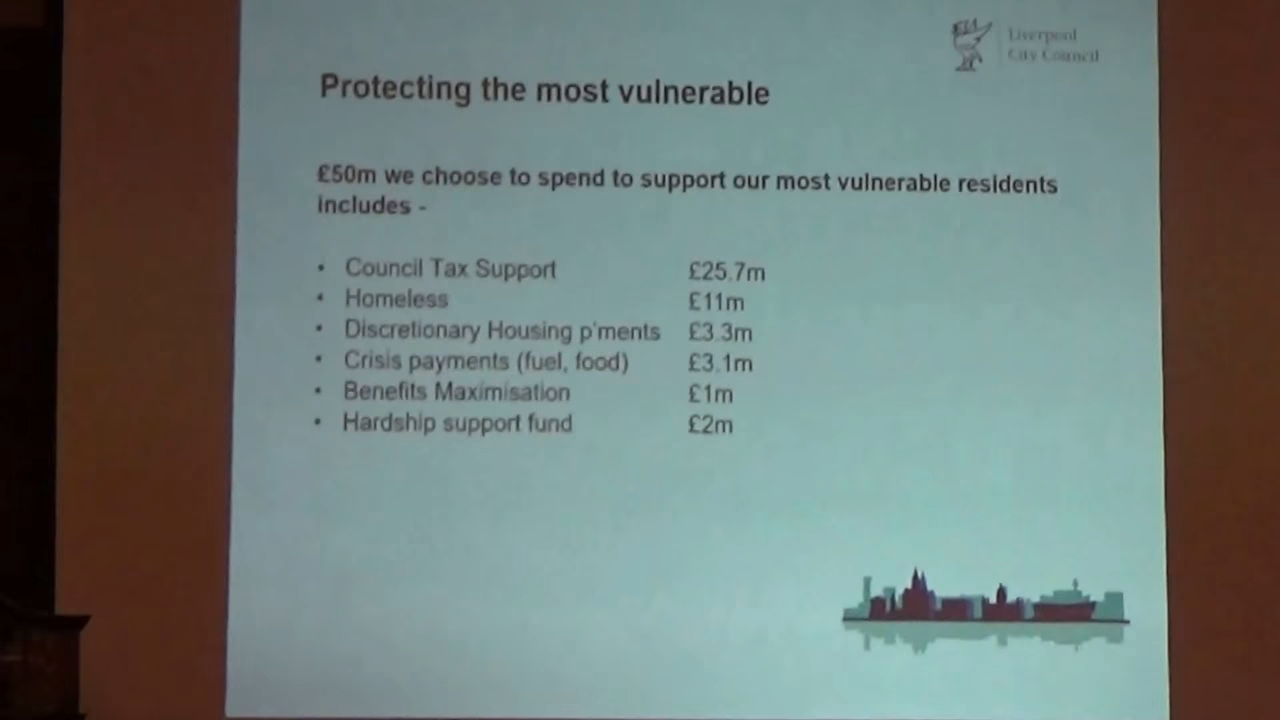 Liverpool
City Council
Protecting the most vulnerable
£50m we choose to spend to support our most vulnerable residents
includes -
• Council Tax Support £25.7m
• Homeless £11m
• Discretionary Housing p'ments £3.3m
• Crisis payments (fuel, food) £3.1m
• Benefits Maximisation £1m
• Hardship support fund £2m